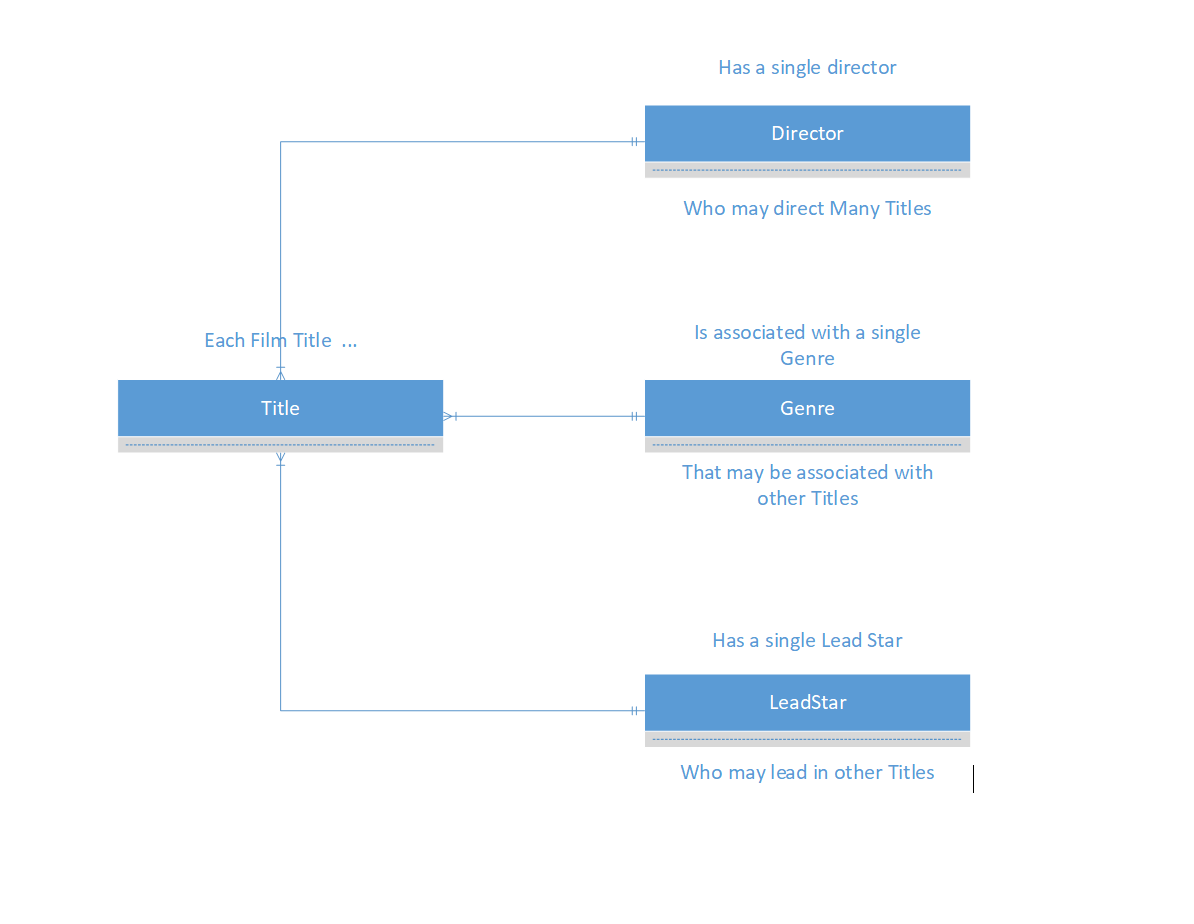 Has a single director
Director
Who may direct Many Titles
Each Film Title  ...
Title
Is associated with a single
Genre
Genre
That may be associated with
other Titles
Has a single Lead Star
LeadStar
Who may lead in other Titles